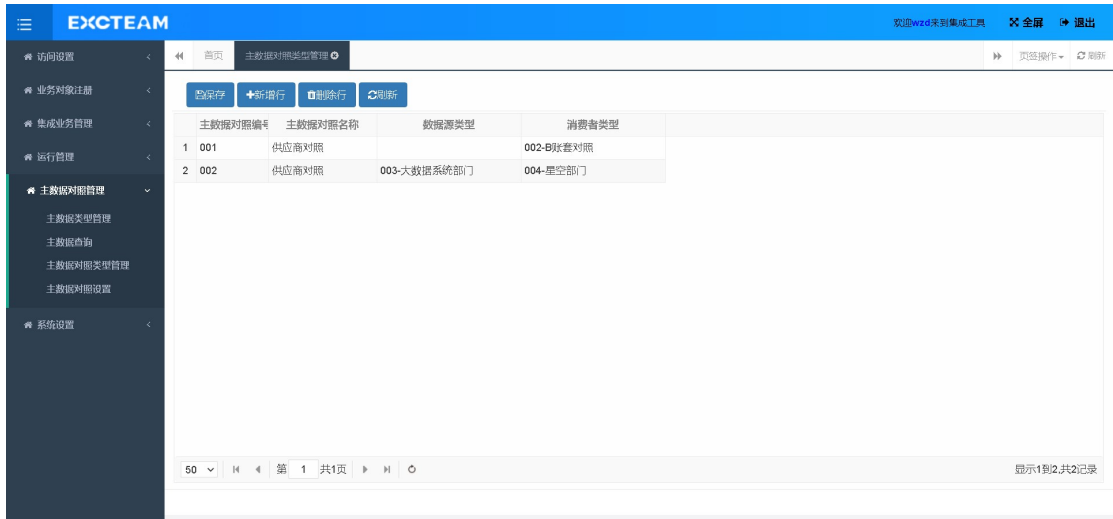 EXCTEAM
欢迎wzd来到集成工具 全屏 退出
访问设置
业务对象注册
集成业务管理
运行管理
主数据对照管理
主数据类型管理
主数据查询
主数据对照类型管理
主数据对照设置
系统设置
首页 主数据对照类型管理 页签操作 刷新
保存 新增行 删除行 刷新
主数据对照编号 主数据对照名称 数据源类型 消费者类型
1 001 供应商对照 002-B账套对照
2 002 供应商对照 003-大数据系统部门 004-星空部门
50 第 1 共1页 显示1到2,共2记录